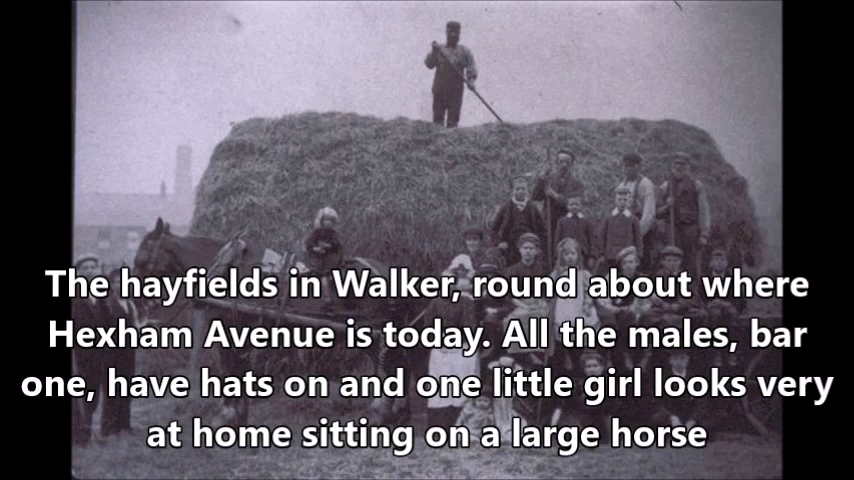 The hayfields in Walker, round about where
Hexham Avenue is today. All the males, bar
one, have hats on and one little girl looks very
at home sitting on a large horse